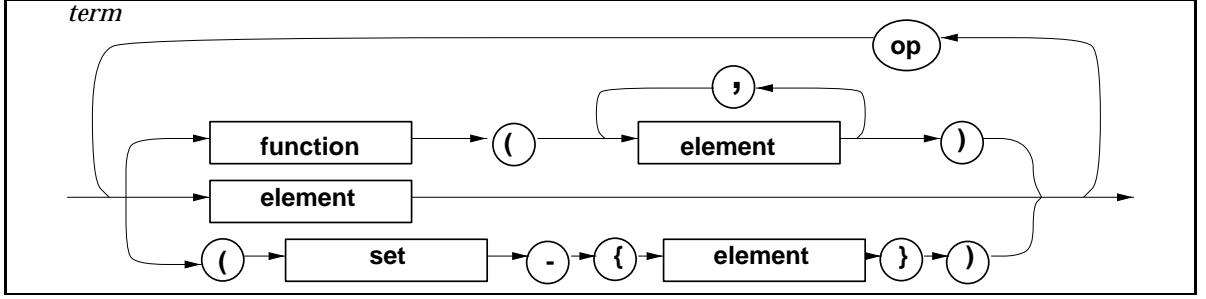 term
op
,
function ( element )
element
( set - { element } )